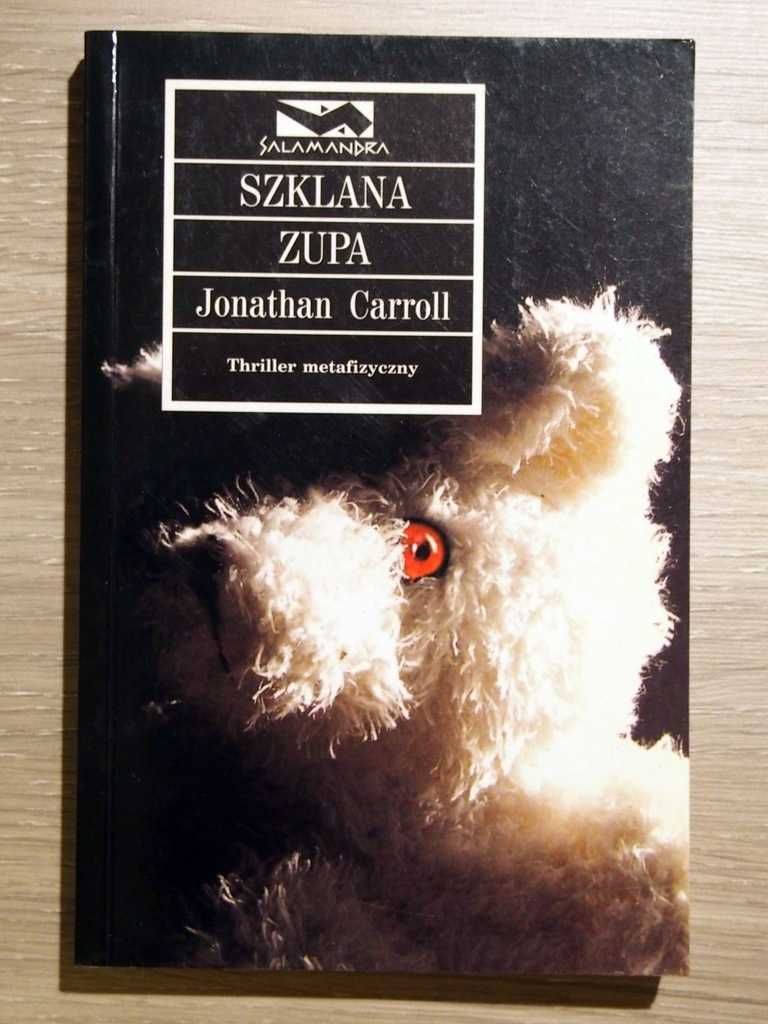 SALAMANDRA
SZKLANA
ZUPA
Jonathan Carroll
Thriller metafizyczny